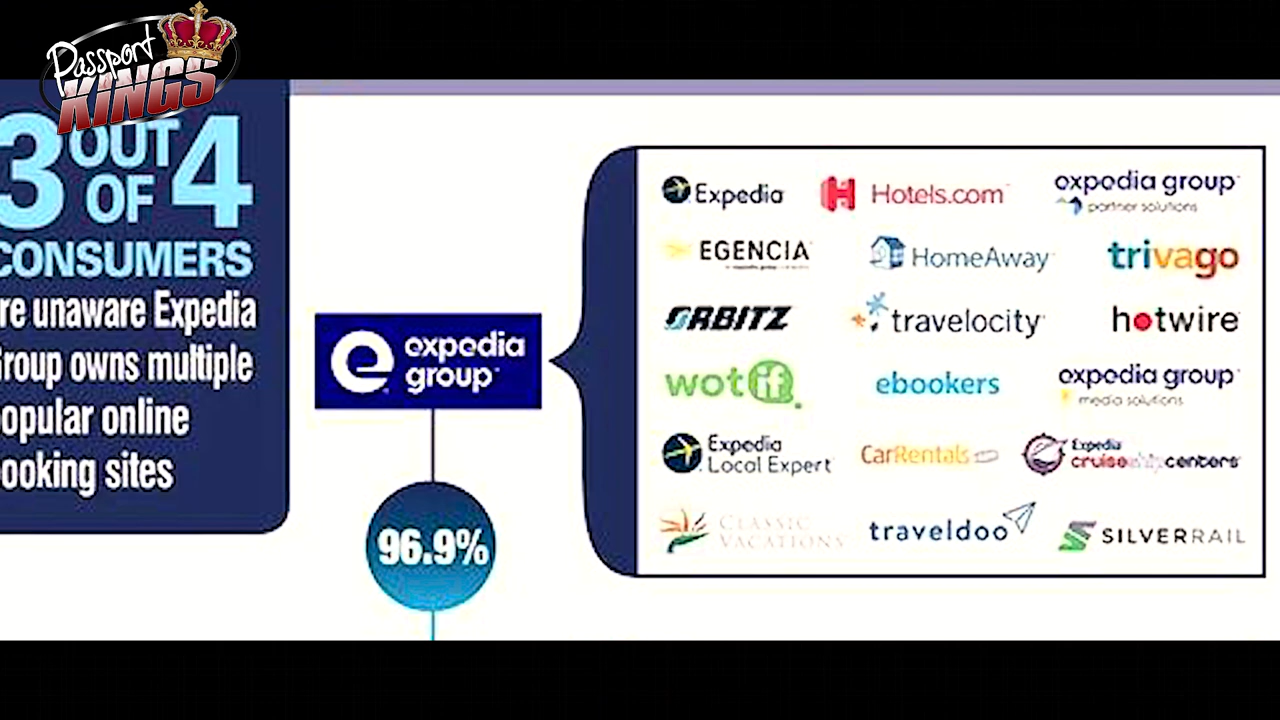 Passport
KINGS
3 OUT OF 4
CONSUMERS
re unaware Expedia
roup owns multiple
opular online
ooking sites
expedia group
96.9%
Expedia
Hotels.com
expedia group
partner solutions
EGENCIA
HomeAway
trivago
ORBITZ
travelocity
hotwire
wotif
ebookers
expedia group
media solutions
Expedia
Local Expert
CarRentals
Expedia
cruiseshipcenters
CLASSIC
VACATIONS
traveldoo
SILVERRAIL